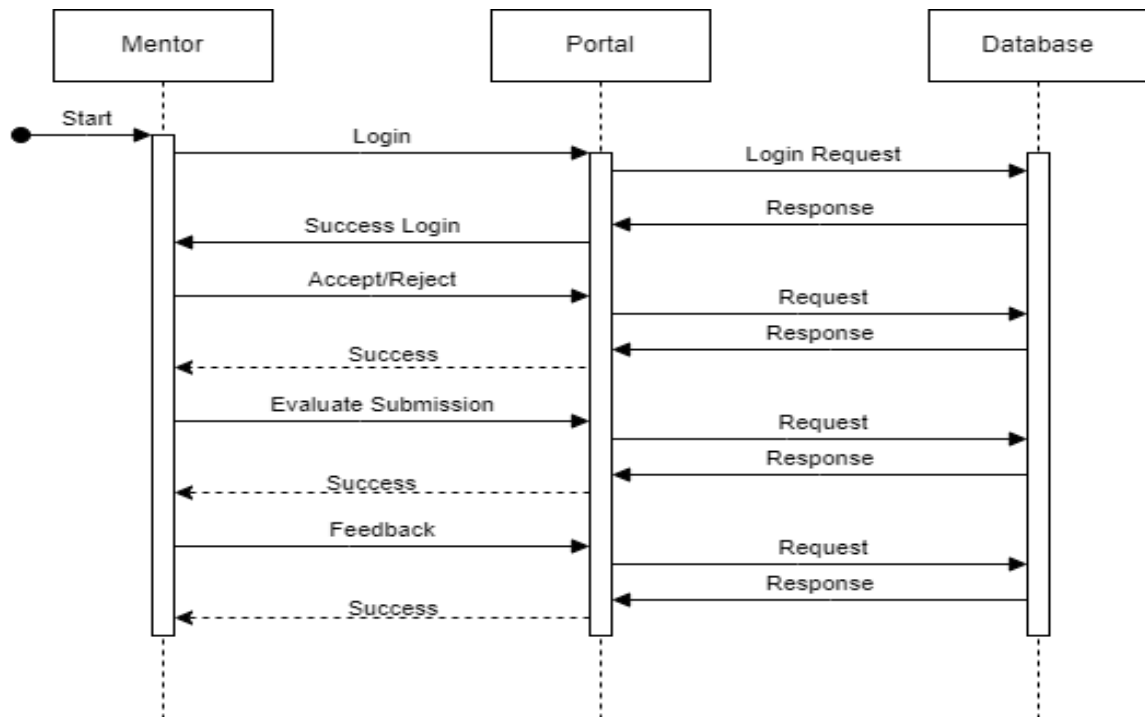 Mentor
Portal
Database
Start
Login
Login Request
Response
Success Login
Accept/Reject
Request
Response
Success
Evaluate Submission
Request
Response
Success
Feedback
Request
Response
Success